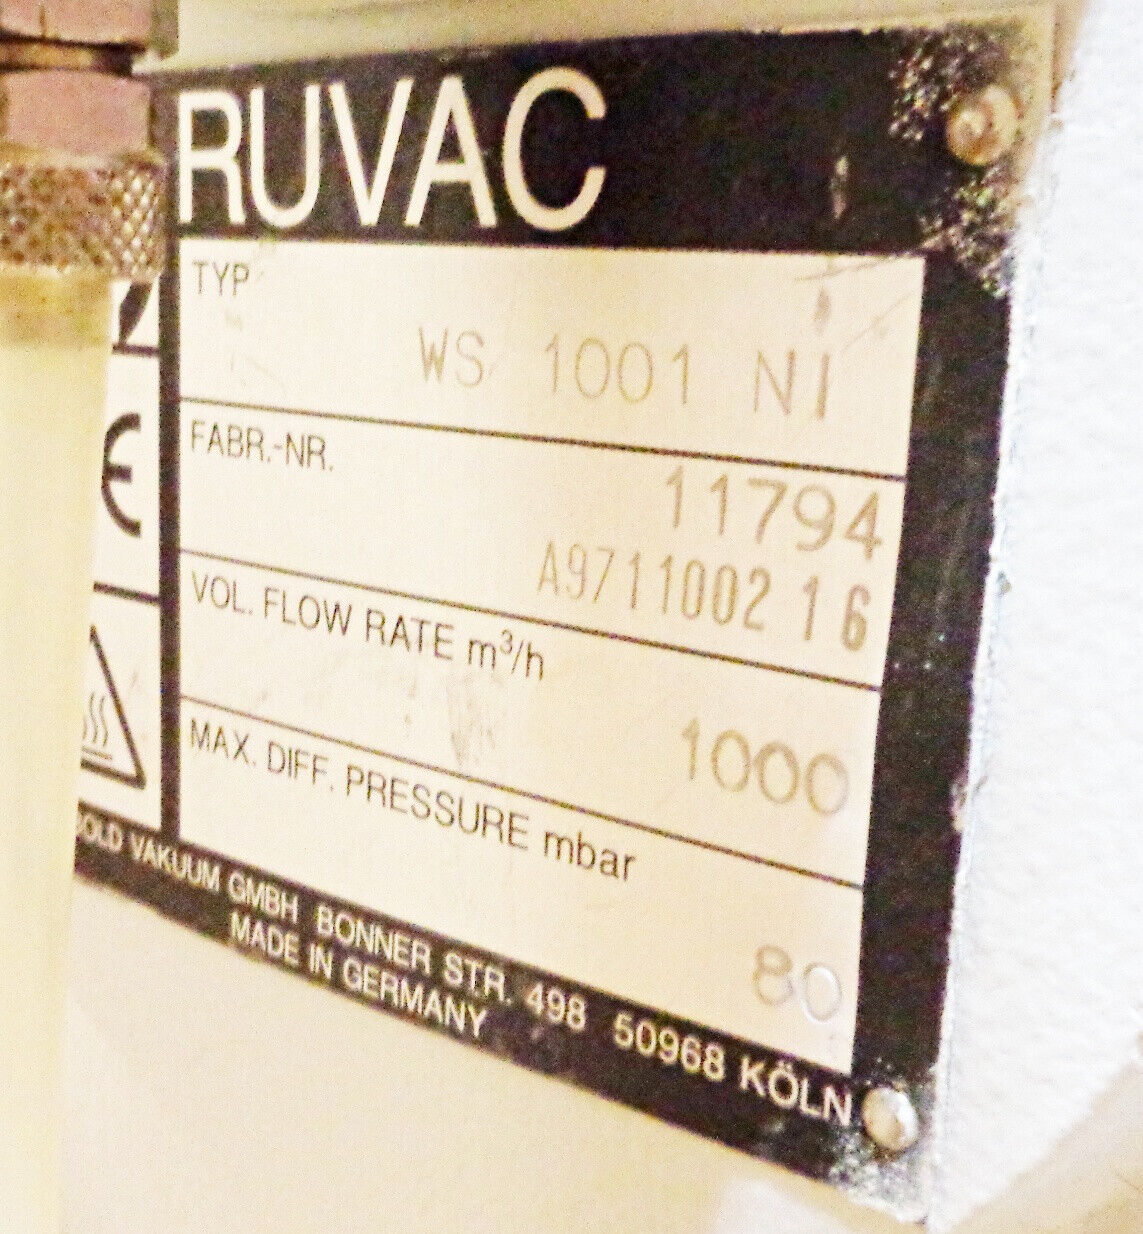 RUVAC
TYP
WS 1001 NI
FABR.-NR.
11794
A9711002 16
VOL. FLOW RATE m³/h
1000
MAX. DIFF. PRESSURE mbar
80
VAKUUM GMBH BONNER STR. 498 50968 KÖLN
MADE IN GERMANY